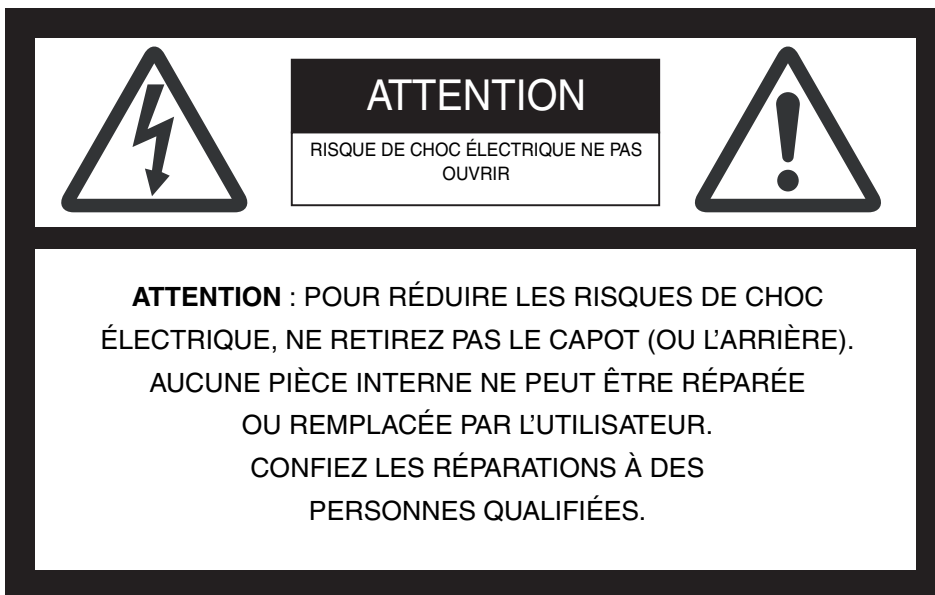 ATTENTION
RISQUE DE CHOC ÉLECTRIQUE NE PAS
OUVRIR
ATTENTION : POUR RÉDUIRE LES RISQUES DE CHOC
ÉLECTRIQUE, NE RETIREZ PAS LE CAPOT (OU L’ARRIÈRE).
AUCUNE PIÈCE INTERNE NE PEUT ÊTRE RÉPARÉE
OU REMPLACÉE PAR L’UTILISATEUR.
CONFIEZ LES RÉPARATIONS À DES
PERSONNES QUALIFIÉES.